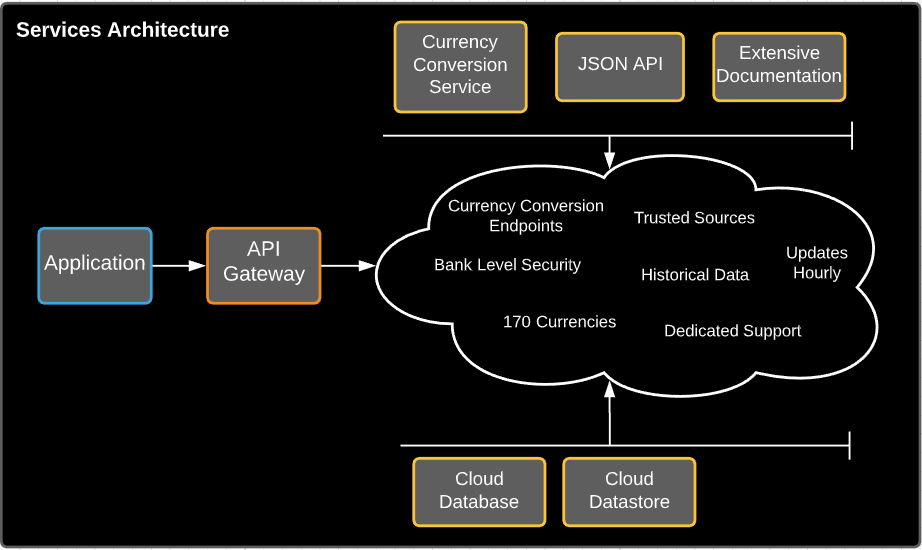 Services Architecture
Currency
Conversion
Service
JSON API
Extensive
Documentation
Currency Conversion
Endpoints
Trusted Sources
Updates
Hourly
Bank Level Security
Historical Data
170 Currencies
Dedicated Support
Application
API
Gateway
Cloud
Database
Cloud
Datastore